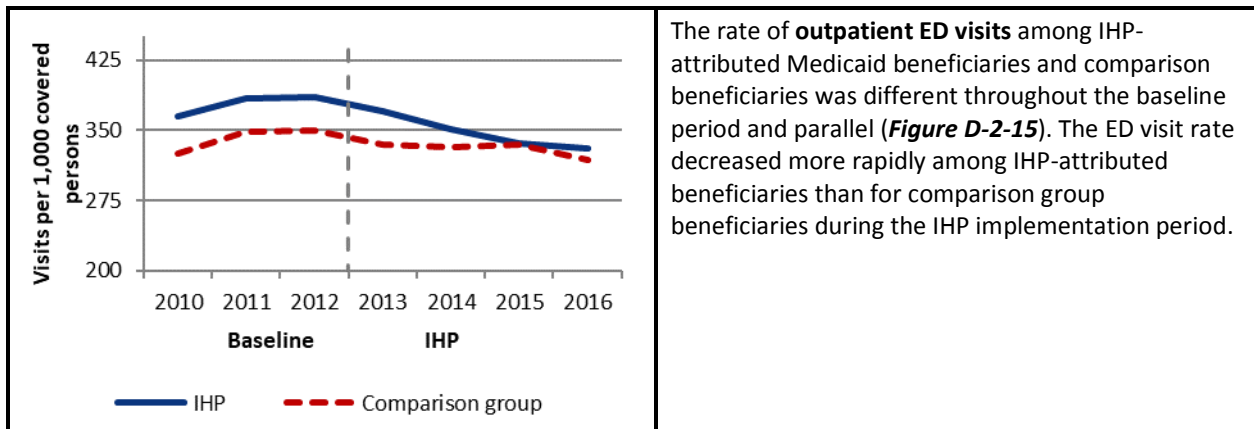 Visits per 1,000 covered
persons
425
350
275
200
2010 2011 2012 2013 2014 2015 2016
Baseline IHP
IHP Comparison group
The rate of outpatient ED visits among IHP-
attributed Medicaid beneficiaries and comparison
beneficiaries was different throughout the baseline
period and parallel (Figure D-2-15). The ED visit rate
decreased more rapidly among IHP-attributed
beneficiaries than for comparison group
beneficiaries during the IHP implementation period.